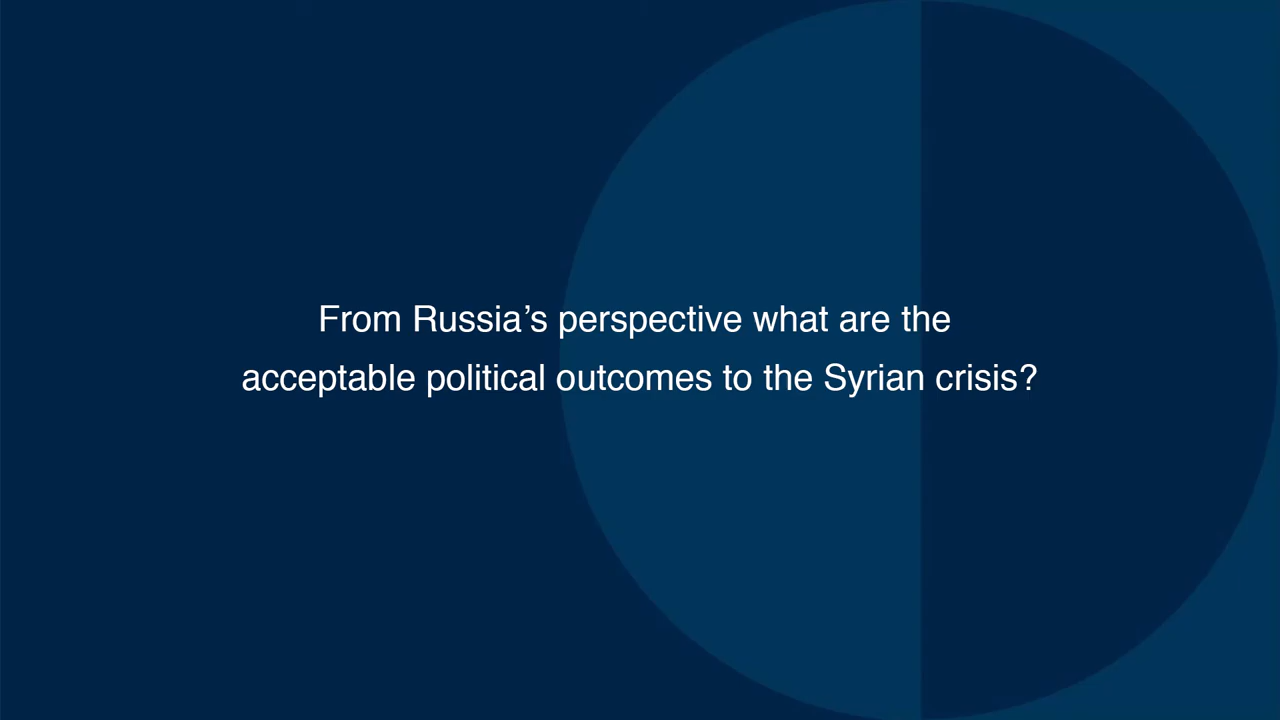 From Russia’s perspective what are the
acceptable political outcomes to the Syrian crisis?